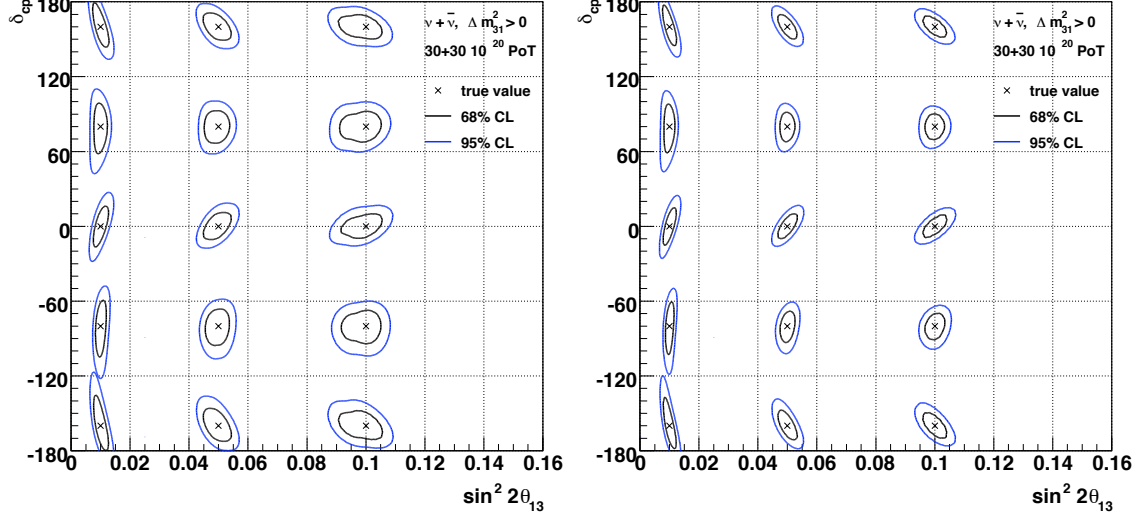 δcp
180
120
60
0
-60
-120
-180
0 0.02 0.04 0.06 0.08 0.1 0.12 0.14 0.16
sin² 2θ₁₃
ν + ν̄, Δ m²₃₁ > 0
30+30 10²⁰ PoT
true value
68% CL
95% CL
δcp
180
120
60
0
-60
-120
-180
0 0.02 0.04 0.06 0.08 0.1 0.12 0.14 0.16
sin² 2θ₁₃
ν + ν̄, Δ m²₃₁ > 0
30+30 10²⁰ PoT
true value
68% CL
95% CL